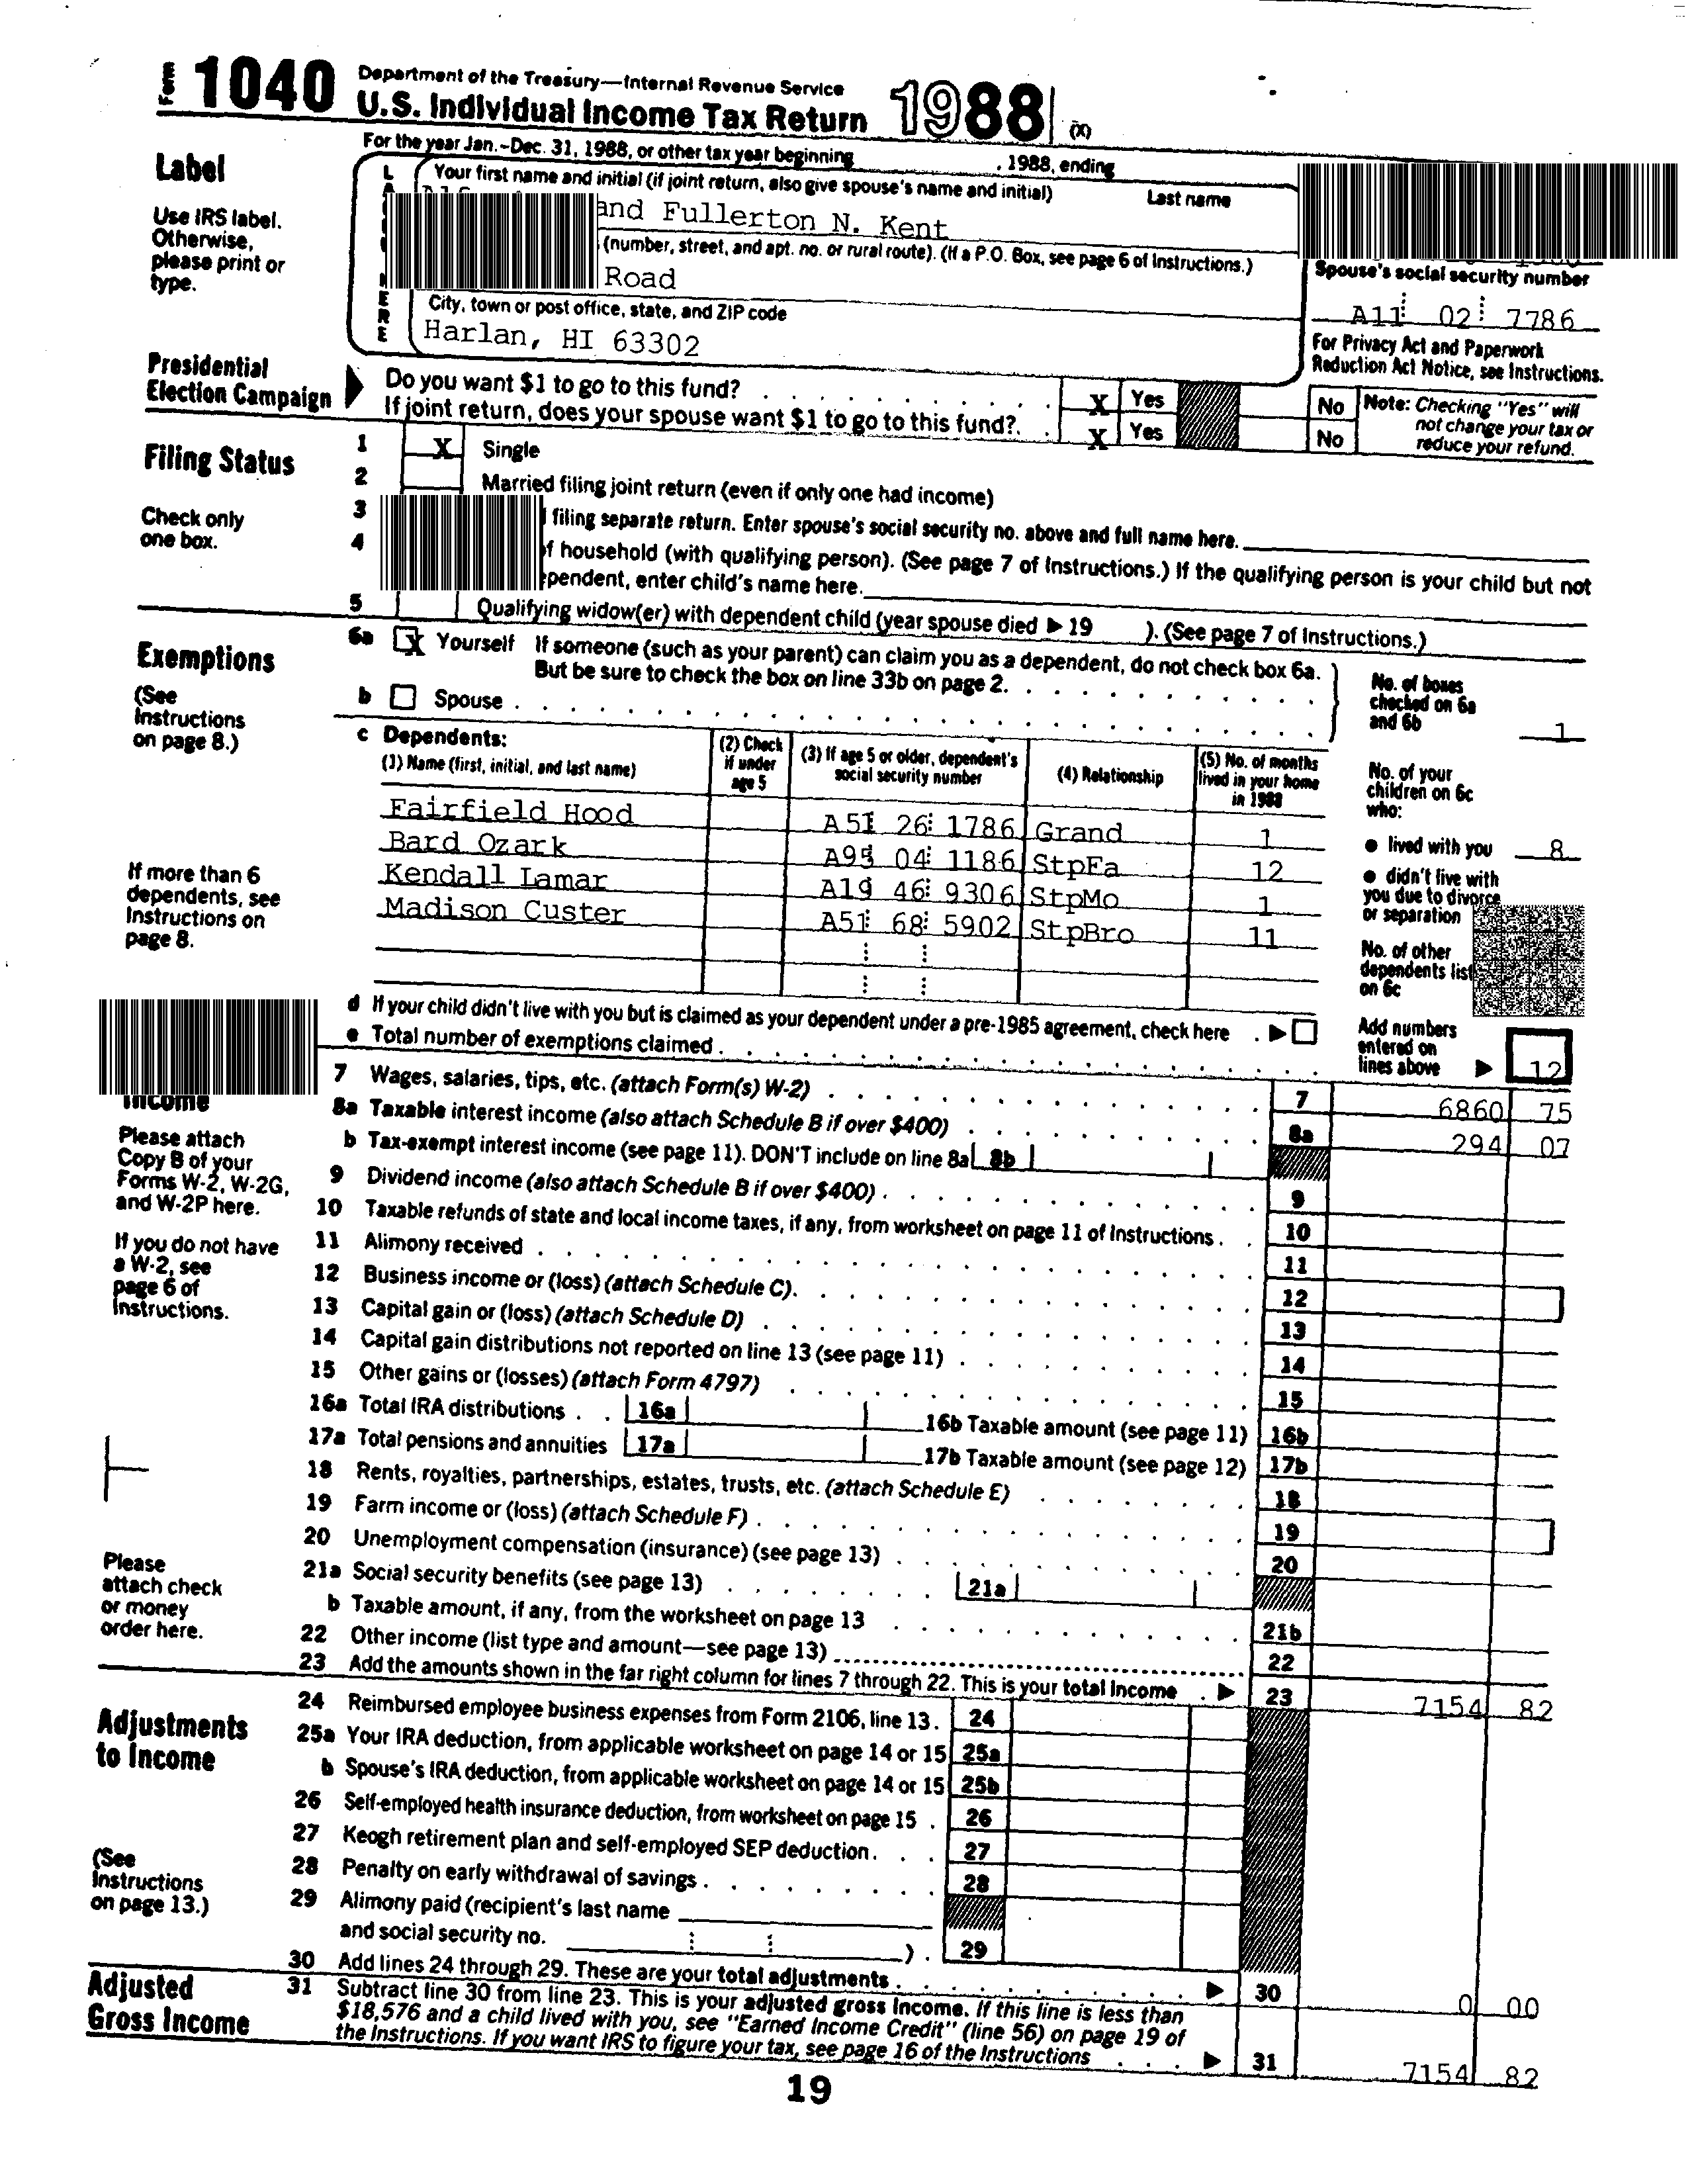 Form 1040 Department of the Treasury—Internal Revenue Service
U.S. Individual Income Tax Return 1988 (X)
For the year Jan.-Dec. 31, 1988, or other tax year beginning , 1988, ending
Label
Use IRS label.
Otherwise,
please print or
type.
Your first name and initial (if joint return, also give spouse's name and initial) Last name
and Fullerton N. Kent
(number, street, and apt. no. or rural route). (If a P.O. Box, see page 6 of Instructions.)
Road
City, town or post office, state, and ZIP code
Harlan, HI 63302
Spouse's social security number
A11 02 7786
For Privacy Act and Paperwork
Reduction Act Notice, see Instructions.
Presidential
Election Campaign
Do you want $1 to go to this fund? X Yes No
If joint return, does your spouse want $1 to go to this fund? X Yes No
Note: Checking "Yes" will
not change your tax or
reduce your refund.
Filing Status
Check only
one box.
1 X Single
2 Married filing joint return (even if only one had income)
3 filing separate return. Enter spouse's social security no. above and full name here.
4 of household (with qualifying person). (See page 7 of Instructions.) If the qualifying person is your child but not
ependent, enter child's name here.
5 Qualifying widow(er) with dependent child (year spouse died ▶ 19 ). (See page 7 of Instructions.)
Exemptions
(See
Instructions
on page 8.)
6a X Yourself If someone (such as your parent) can claim you as a dependent, do not check box 6a.
But be sure to check the box on line 33b on page 2.
b Spouse
No. of boxes
checked on 6a
and 6b 1
c Dependents:
(1) Name (first, initial, and last name)
(2) Check
if under
age 5
(3) If age 5 or older, dependent's
social security number
(4) Relationship
(5) No. of months
lived in your home
in 1988
Fairfield Hood A51 26 1786 Grand 1
Bard Ozark A95 04 1186 StpFa 12
Kendall Lamar A19 46 9306 StpMo 1
Madison Custer A51 68 5902 StpBro 11
If more than 6
dependents, see
Instructions on
page 8.
No. of your
children on 6c
who:
● lived with you 8
● didn't live with
you due to divorce
or separation
No. of other
dependents list
on 6c
d If your child didn't live with you but is claimed as your dependent under a pre-1985 agreement, check here ▶
e Total number of exemptions claimed
Add numbers
entered on
lines above ▶ 12
Income
Please attach
Copy B of your
Forms W-2, W-2G,
and W-2P here.
If you do not have
a W-2, see
page 6 of
Instructions.
7 Wages, salaries, tips, etc. (attach Form(s) W-2) 7 6860 75
8a Taxable interest income (also attach Schedule B if over $400) 8a 294 07
b Tax-exempt interest income (see page 11). DON'T include on line 8a 8b
9 Dividend income (also attach Schedule B if over $400) 9
10 Taxable refunds of state and local income taxes, if any, from worksheet on page 11 of Instructions 10
11 Alimony received 11
12 Business income or (loss) (attach Schedule C) 12
13 Capital gain or (loss) (attach Schedule D) 13
14 Capital gain distributions not reported on line 13 (see page 11) 14
15 Other gains or (losses) (attach Form 4797) 15
16a Total IRA distributions 16a 16b Taxable amount (see page 11) 16b
17a Total pensions and annuities 17a 17b Taxable amount (see page 12) 17b
18 Rents, royalties, partnerships, estates, trusts, etc. (attach Schedule E) 18
19 Farm income or (loss) (attach Schedule F) 19
20 Unemployment compensation (insurance) (see page 13) 20
21a Social security benefits (see page 13) 21a
b Taxable amount, if any, from the worksheet on page 13 21b
22 Other income (list type and amount—see page 13) 22
23 Add the amounts shown in the far right column for lines 7 through 22. This is your total income ▶ 23 7154 82
Please
attach check
or money
order here.
Adjustments
to Income
(See
Instructions
on page 13.)
24 Reimbursed employee business expenses from Form 2106, line 13 24
25a Your IRA deduction, from applicable worksheet on page 14 or 15 25a
b Spouse's IRA deduction, from applicable worksheet on page 14 or 15 25b
26 Self-employed health insurance deduction, from worksheet on page 15 26
27 Keogh retirement plan and self-employed SEP deduction 27
28 Penalty on early withdrawal of savings 28
29 Alimony paid (recipient's last name
and social security no. ) 29
30 Add lines 24 through 29. These are your total adjustments ▶ 30 0 00
Adjusted
Gross Income
31 Subtract line 30 from line 23. This is your adjusted gross income. If this line is less than
$18,576 and a child lived with you, see "Earned Income Credit" (line 56) on page 19 of
the Instructions. If you want IRS to figure your tax, see page 16 of the Instructions ▶ 31 7154 82
19